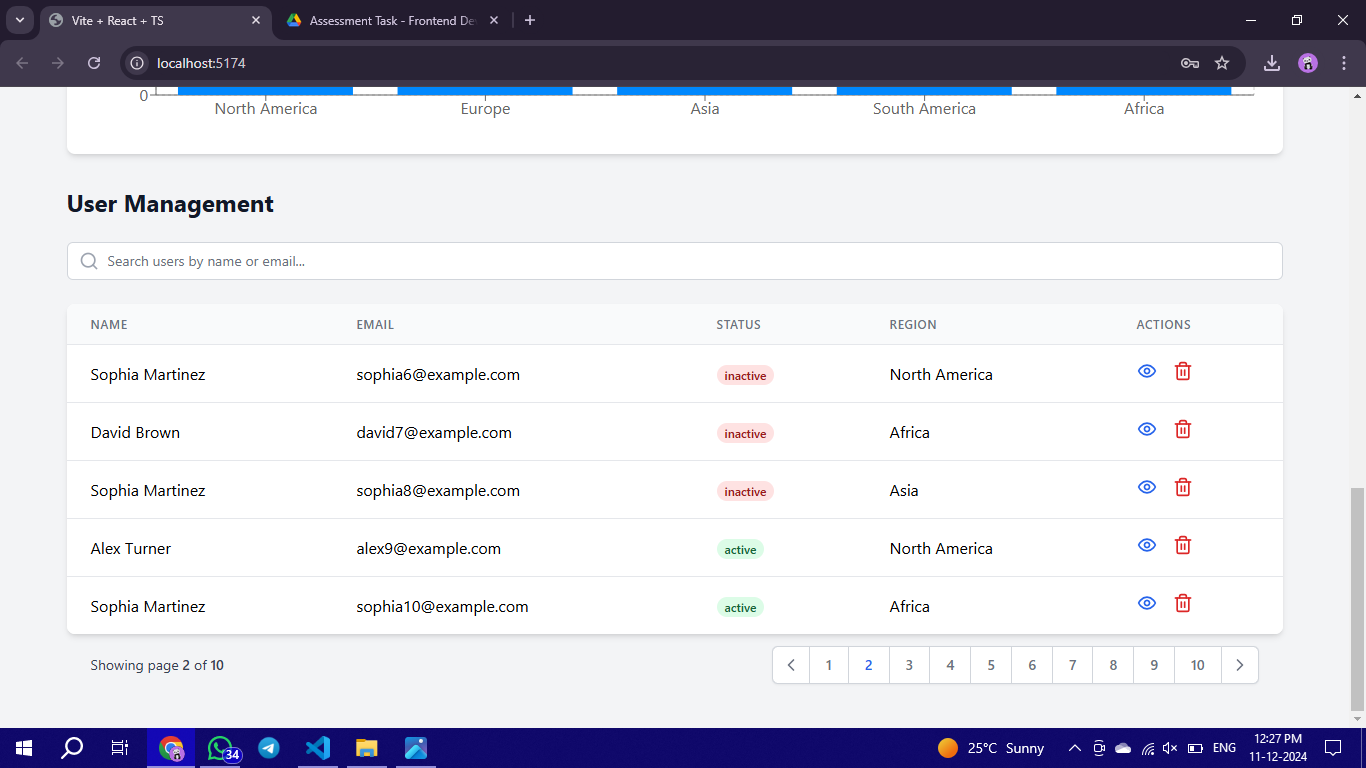 Vite + React + TS
Assessment Task - Frontend De
localhost:5174
0
North America Europe Asia South America Africa
User Management
Search users by name or email...
NAME EMAIL STATUS REGION ACTIONS
Sophia Martinez sophia6@example.com inactive North America
David Brown david7@example.com inactive Africa
Sophia Martinez sophia8@example.com inactive Asia
Alex Turner alex9@example.com active North America
Sophia Martinez sophia10@example.com active Africa
Showing page 2 of 10
1 2 3 4 5 6 7 8 9 10
34
25°C Sunny
ENG
12:27 PM
11-12-2024